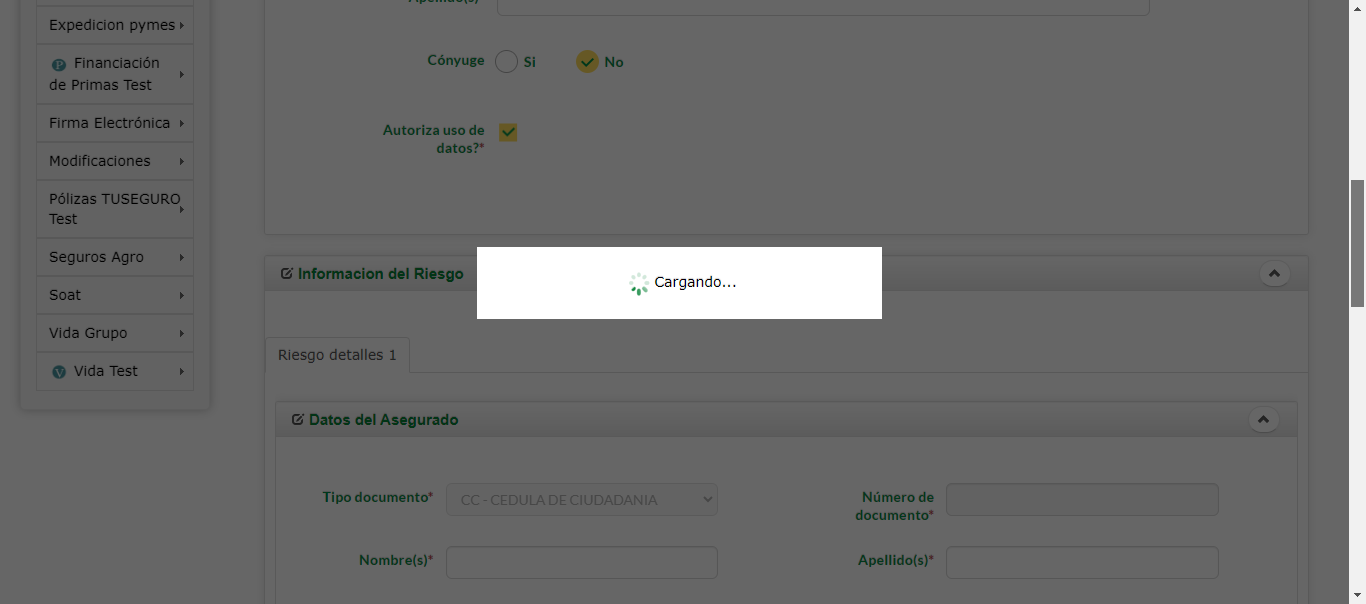 Apellido(s)*
Expedicion pymes
Cónyuge Si No
Financiación
de Primas Test
Firma Electrónica
Autoriza uso de
datos?*
Modificaciones
Pólizas TUSEGURO
Test
Seguros Agro
Informacion del Riesgo
Cargando...
Soat
Vida Grupo
Riesgo detalles 1
V Vida Test
Datos del Asegurado
Tipo documento* CC - CEDULA DE CIUDADANIA
Número de
documento*
Nombre(s)*
Apellido(s)*